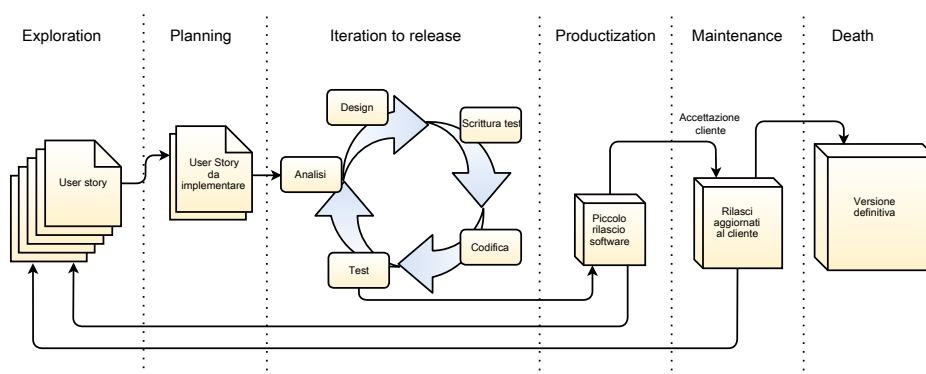 Exploration
Planning
Iteration to release
Productization
Maintenance
Death
Design
Scrittura test
Accettazione
cliente
User story
User Story
da
implementare
Analisi
Piccolo
rilascio
software
Rilasci
aggiornati
al cliente
Versione
definitiva
Codifica
Test